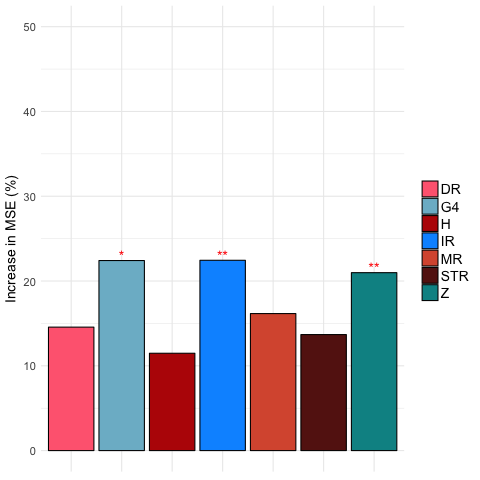 50
40
30
20
10
0
Increase in MSE (%)
*
**
**
DR
G4
H
IR
MR
STR
Z